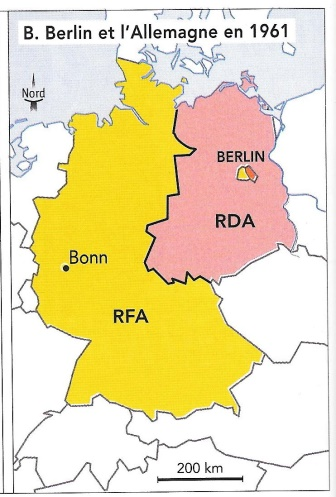 B. Berlin et l'Allemagne en 1961
Nord
BERLIN
RDA
Bonn
RFA
200 km